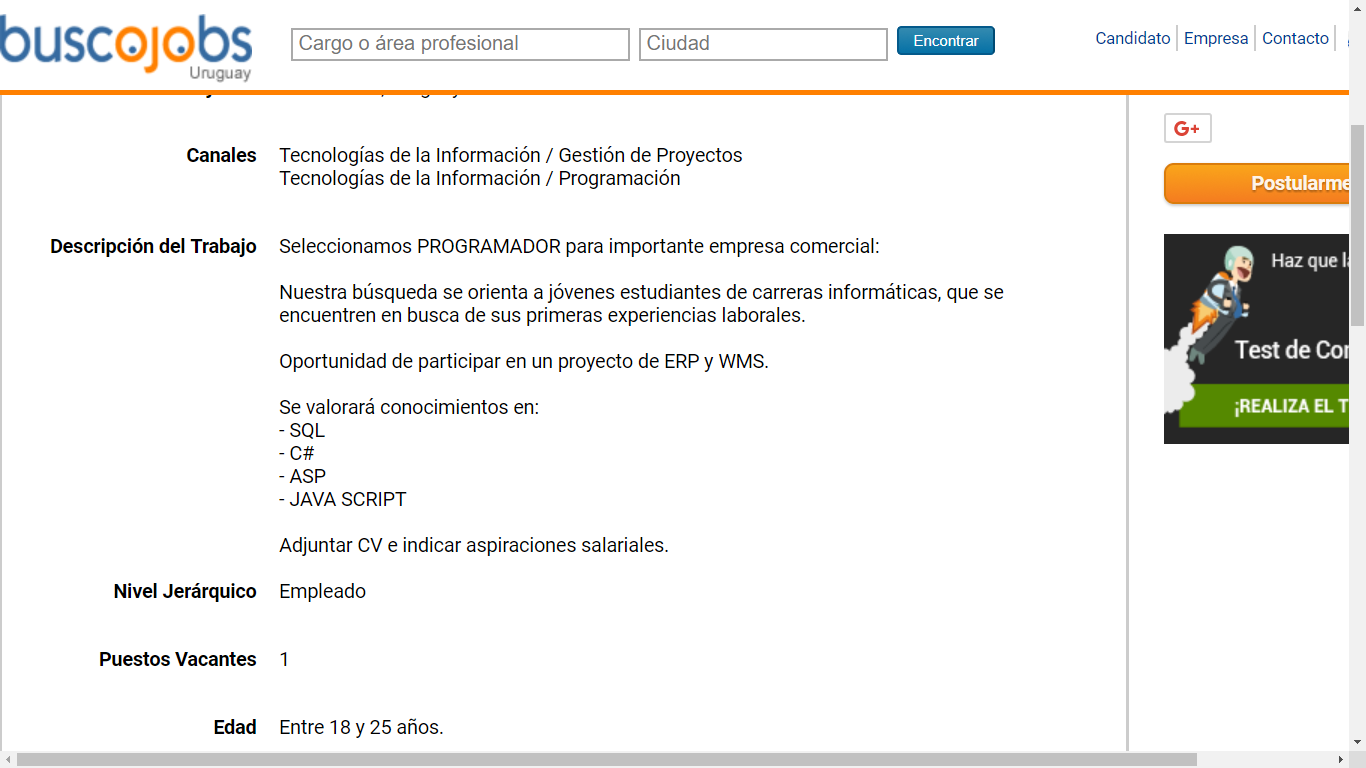 buscojobs
Uruguay
Cargo o área profesional
Ciudad
Encontrar
Candidato
Empresa
Contacto
G+
Canales
Tecnologías de la Información / Gestión de Proyectos
Tecnologías de la Información / Programación
Postularme
Descripción del Trabajo
Seleccionamos PROGRAMADOR para importante empresa comercial:
Nuestra búsqueda se orienta a jóvenes estudiantes de carreras informáticas, que se
encuentren en busca de sus primeras experiencias laborales.
Oportunidad de participar en un proyecto de ERP y WMS.
Se valorará conocimientos en:
- SQL
- C#
- ASP
- JAVA SCRIPT
Adjuntar CV e indicar aspiraciones salariales.
Nivel Jerárquico
Empleado
Puestos Vacantes
1
Edad
Entre 18 y 25 años.
Haz que
Test de
¡REALIZA EL